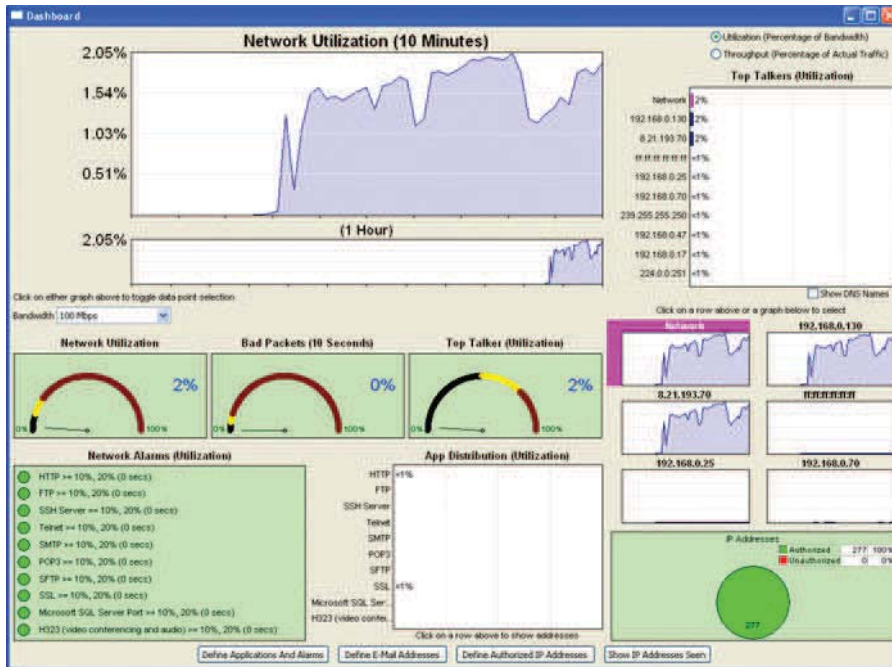 Dashboard
Network Utilization (10 Minutes)
2.05%
1.54%
1.03%
0.51%
(1 Hour)
2.05%
Click on either graph above to toggle data point selection
Bandwidth 100 Mbps
Utilization (Percentage of Bandwidth)
Throughput (Percentage of Actual Traffic)
Top Talkers (Utilization)
Network 2%
192.168.0.130 2%
8.21.193.70 2%
ff:ff:ff:ff:ff:ff <1%
192.168.0.25 <1%
192.168.0.70 <1%
239.255.255.250 <1%
192.168.0.47 <1%
192.168.0.17 <1%
224.0.0.251 <1%
Show DNS Names
Click on a row above or a graph below to select
Network
192.168.0.130
8.21.193.70
ff:ff:ff:ff:ff:ff
192.168.0.25
192.168.0.70
Network Utilization
2%
0%
100%
Bad Packets (10 Seconds)
0%
0%
100%
Top Talker (Utilization)
2%
0%
100%
Network Alarms (Utilization)
HTTP >= 10%, 20% (0 secs)
FTP >= 10%, 20% (0 secs)
SSH Server >= 10%, 20% (0 secs)
Telnet >= 10%, 20% (0 secs)
SMTP >= 10%, 20% (0 secs)
POP3 >= 10%, 20% (0 secs)
SFTP >= 10%, 20% (0 secs)
SSL >= 10%, 20% (0 secs)
Microsoft SQL Server Port >= 10%, 20% (0 secs)
H323 (video conferencing and audio) >= 10%, 20% (0 secs)
App Distribution (Utilization)
HTTP <1%
FTP
SSH Server
Telnet
SMTP
POP3
SFTP
SSL <1%
Microsoft SQL Ser...
H323 (video confe...
Click on a row above to show addresses
IP Addresses
Authorized 277 100%
Unauthorized 0 0%
277
Define Applications And Alarms
Define E-Mail Addresses
Define Authorized IP Addresses
Show IP Addresses Seen